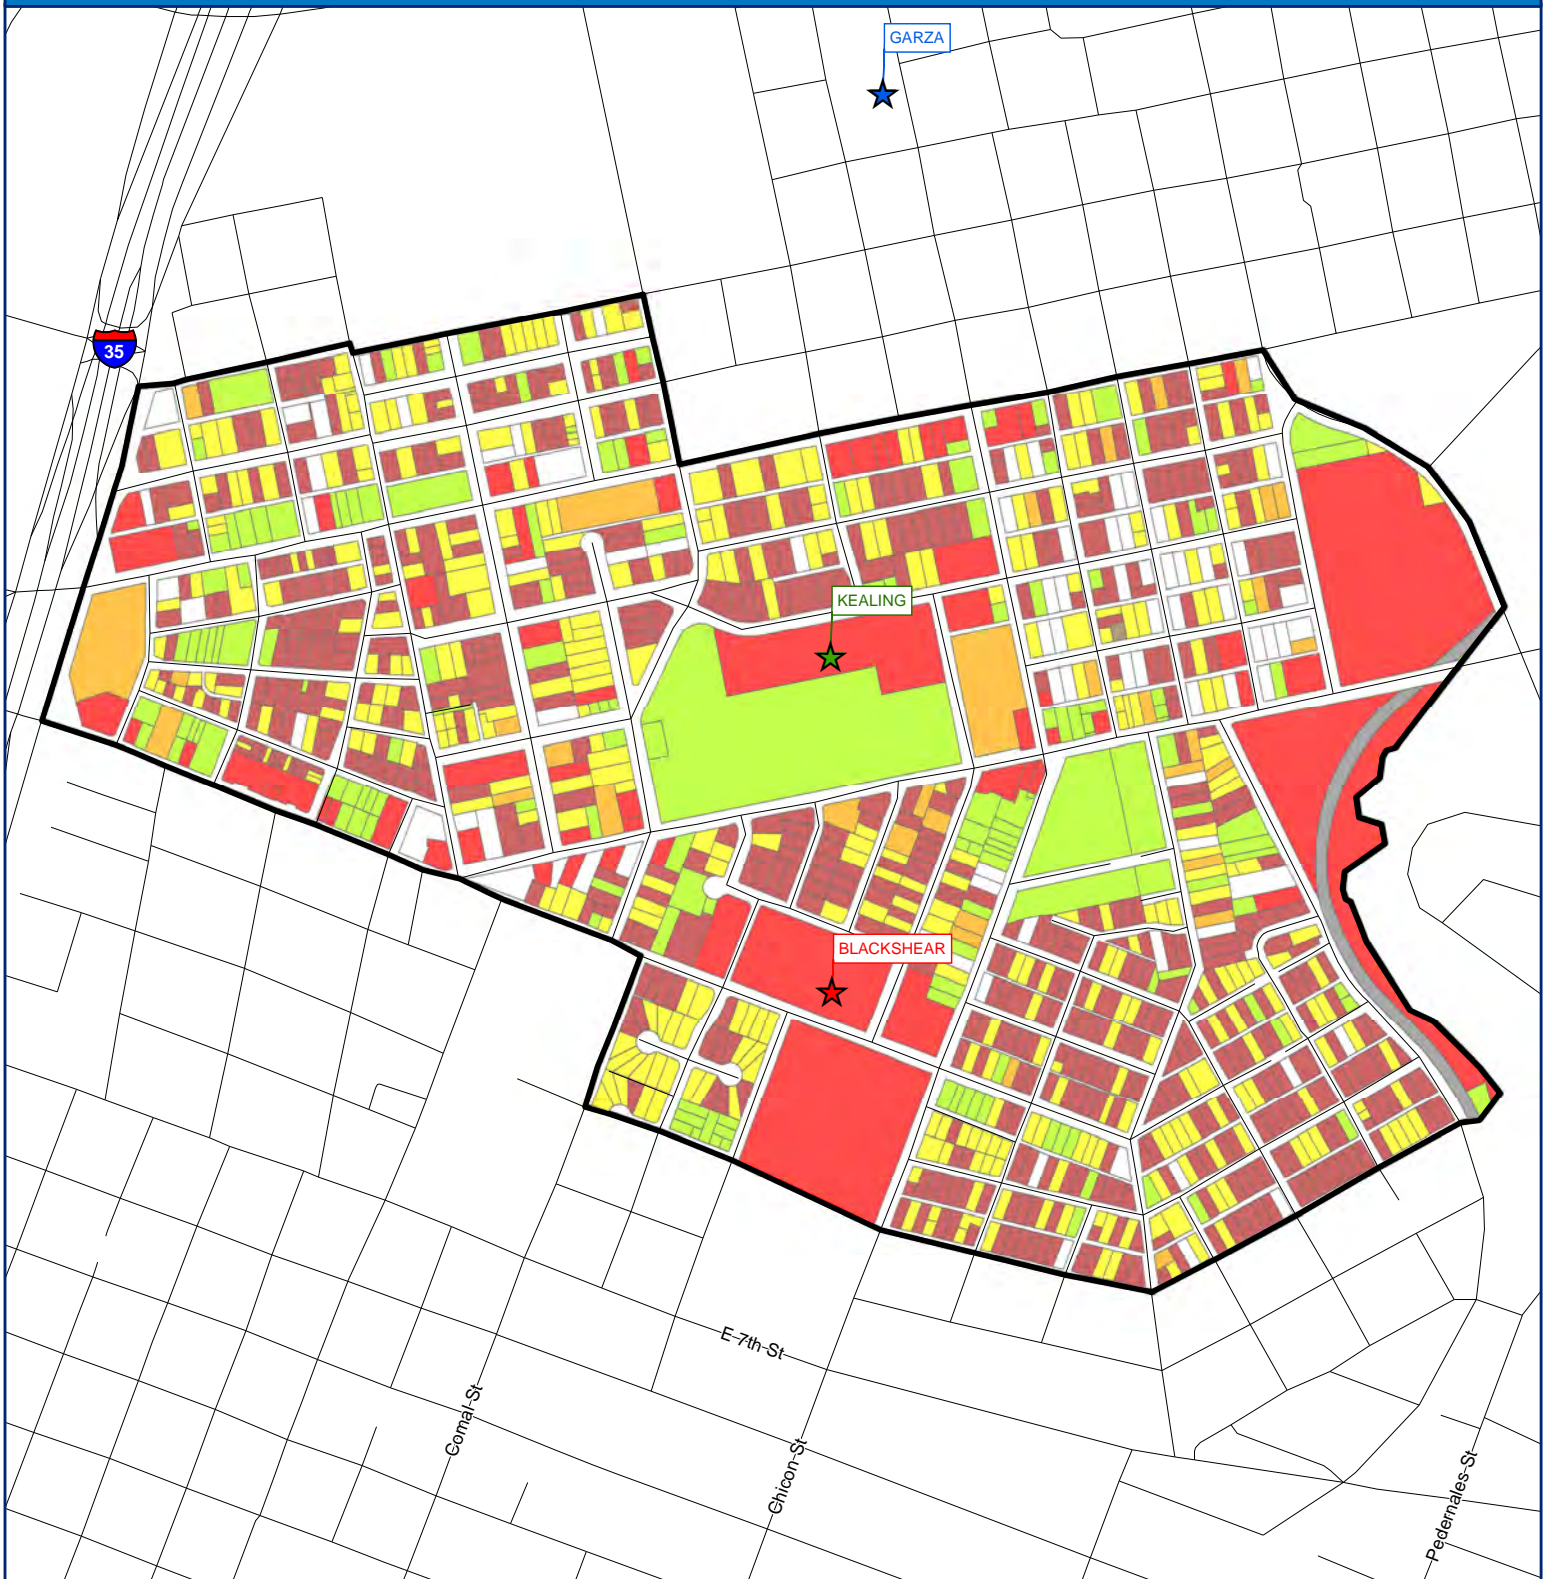 GARZA
35
KEALING
BLACKSHEAR
E 7th St
Comal St
Chicon St
Pedernales St